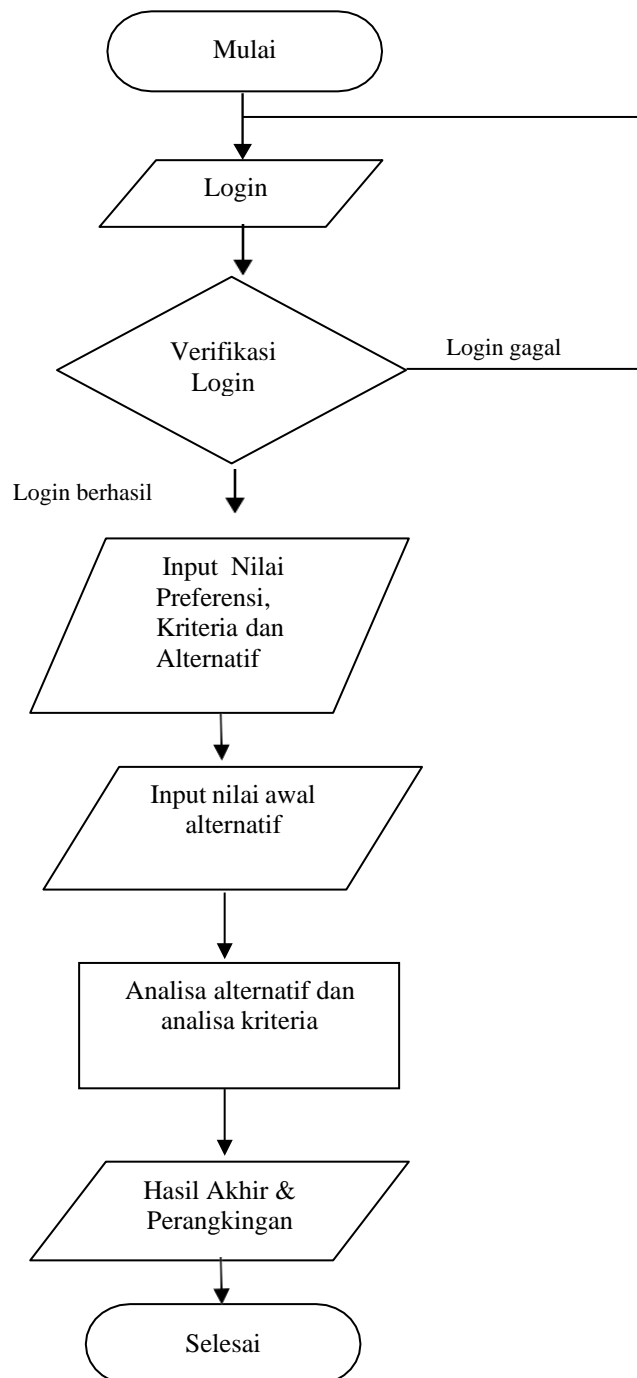 Mulai
Login
Verifikasi
Login
Login gagal
Login berhasil
Input Nilai
Preferensi,
Kriteria dan
Alternatif
Input nilai awal
alternatif
Analisa alternatif dan
analisa kriteria
Hasil Akhir &
Perangkingan
Selesai